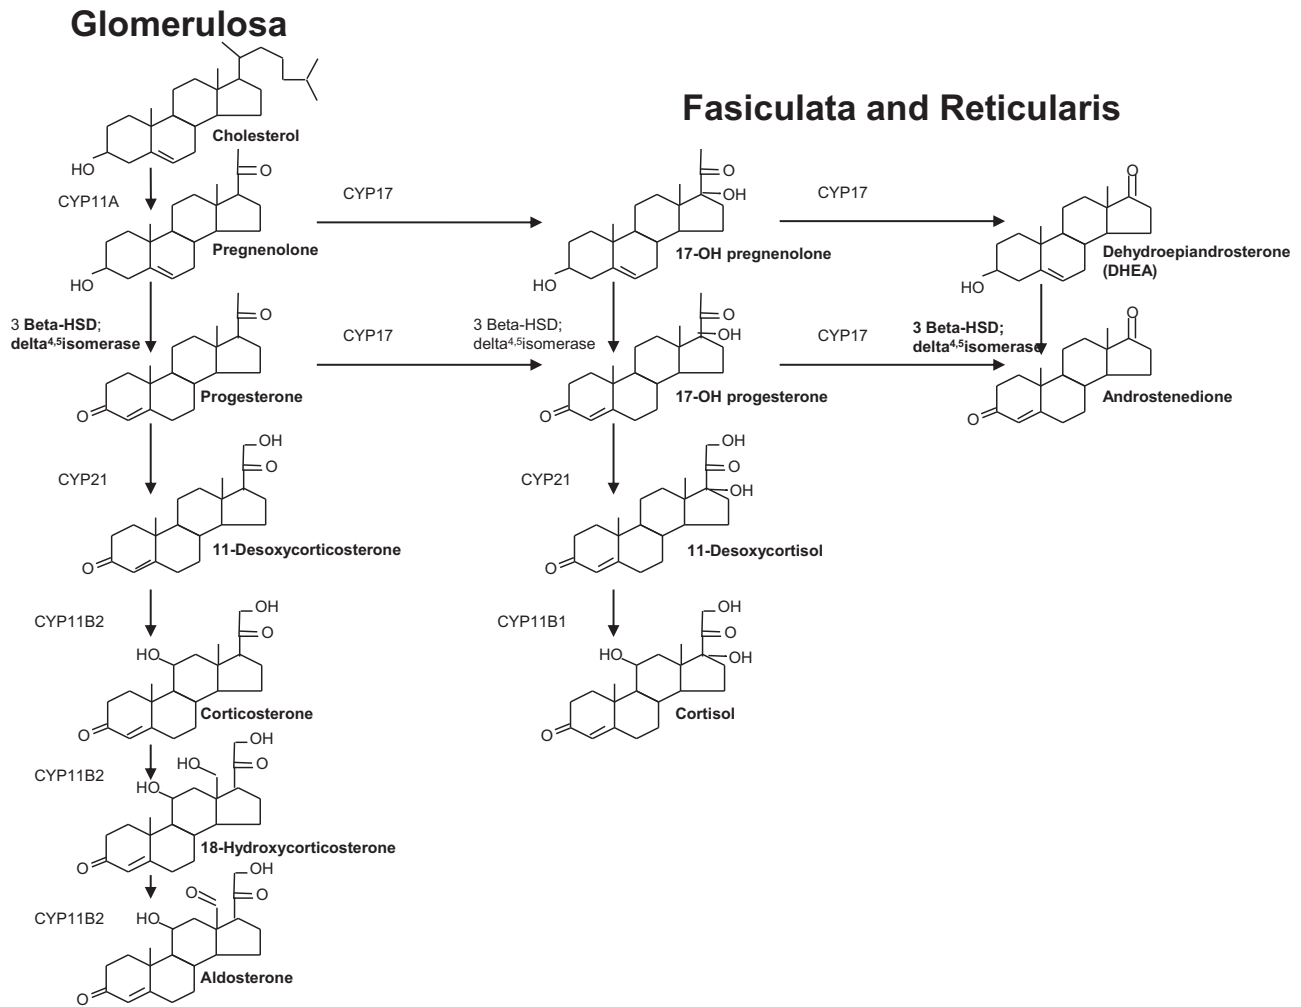 Glomerulosa
Fasiculata and Reticularis
Cholesterol
HO
CYP11A
O
CYP17
O
OH
CYP17
O
Pregnenolone
17-OH pregnenolone
Dehydroepiandrosterone
(DHEA)
HO
HO
HO
3 Beta-HSD;
delta4,5isomerase
O
CYP17
3 Beta-HSD;
delta4,5isomerase
O
OH
CYP17
3 Beta-HSD;
delta4,5isomerase
O
Progesterone
17-OH progesterone
Androstenedione
O
O
O
OH
O
CYP21
OH
O
OH
CYP21
11-Desoxycorticosterone
11-Desoxycortisol
O
O
CYP11B2
OH
O
HO
CYP11B1
OH
O
HO
OH
Corticosterone
Cortisol
O
O
CYP11B2
OH
HO
O
HO
18-Hydroxycorticosterone
O
CYP11B2
OH
O
O
HO
Aldosterone
O